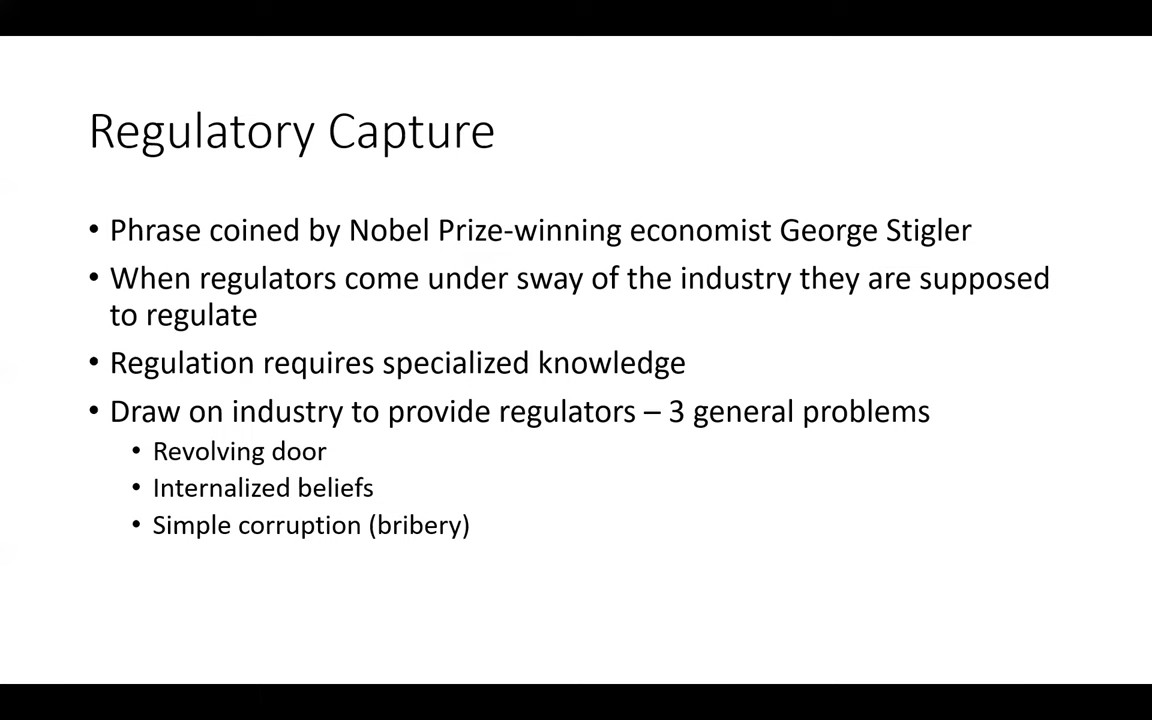 Regulatory Capture
• Phrase coined by Nobel Prize-winning economist George Stigler
• When regulators come under sway of the industry they are supposed
to regulate
• Regulation requires specialized knowledge
• Draw on industry to provide regulators – 3 general problems
• Revolving door
• Internalized beliefs
• Simple corruption (bribery)